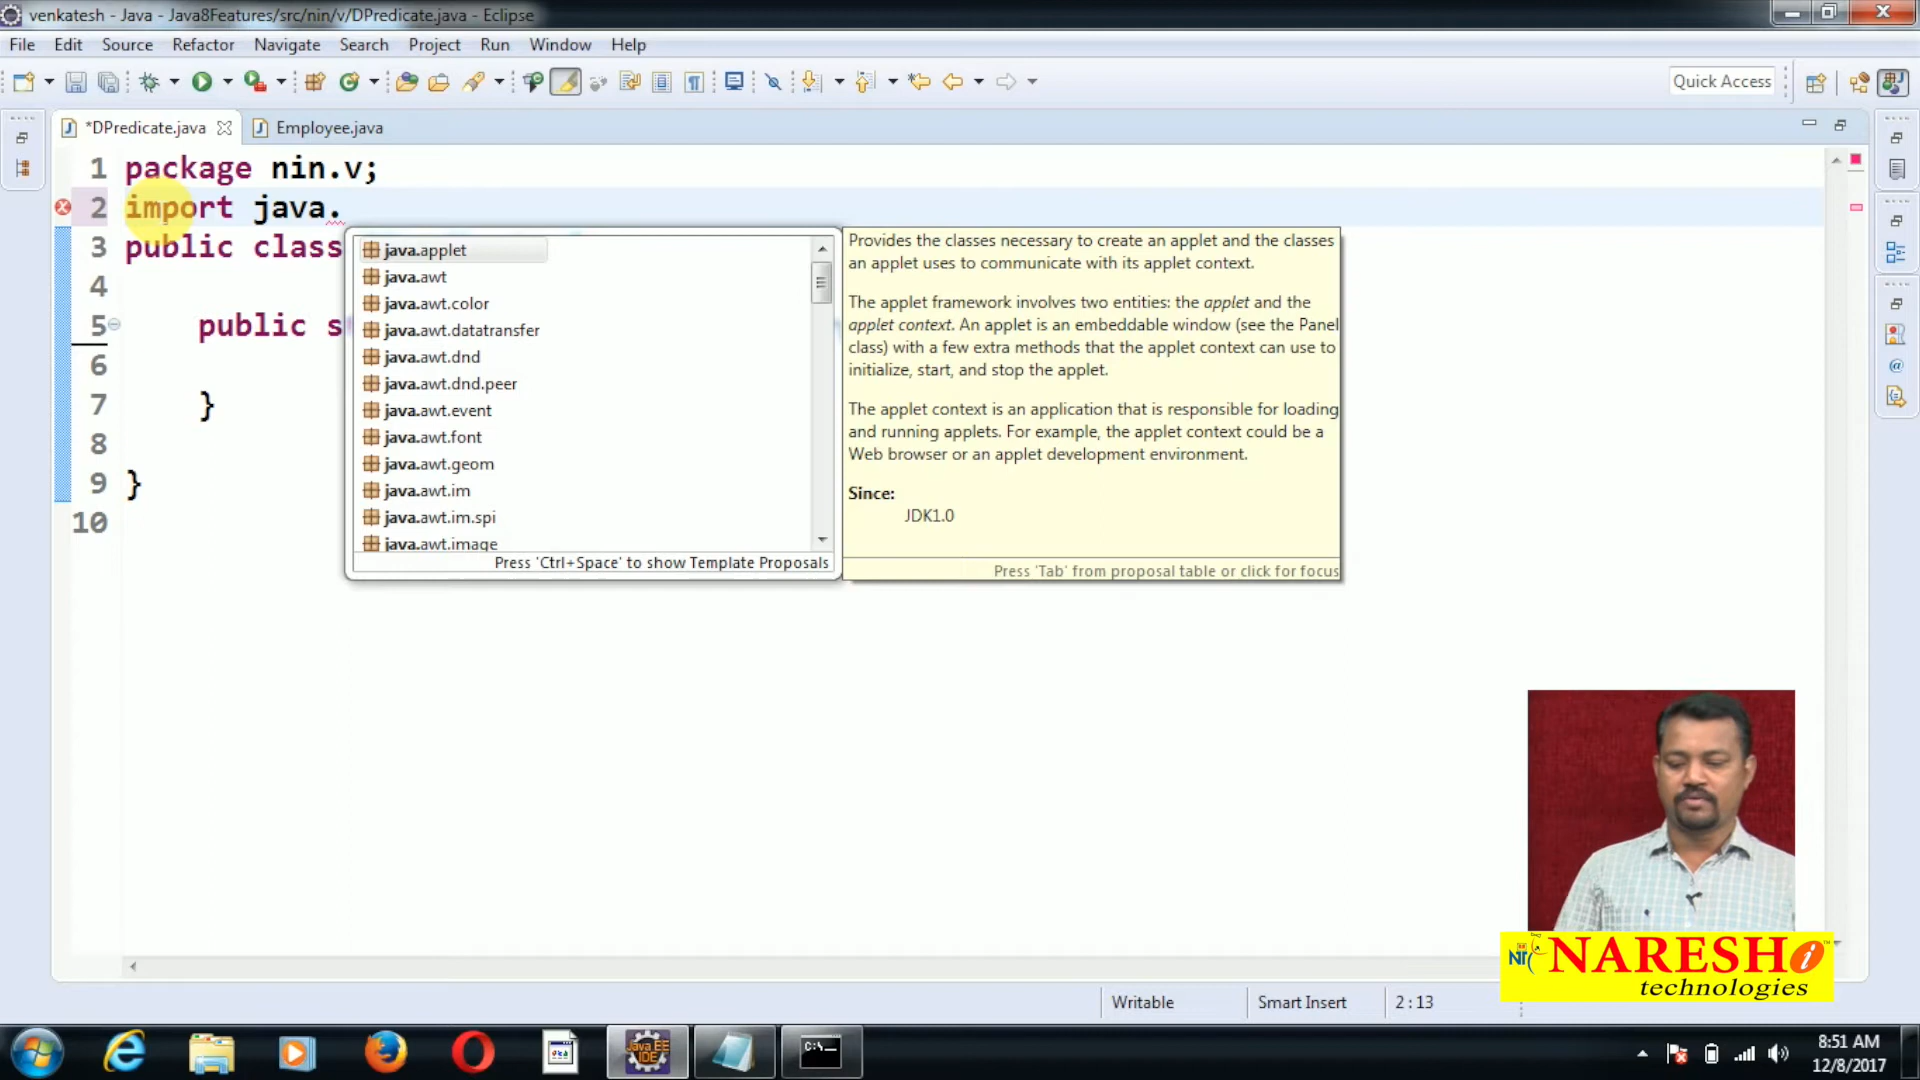 venkatesh - Java - Java8Features/src/nin/v/DPredicate.java - Eclipse
File Edit Source Refactor Navigate Search Project Run Window Help
Quick Access
*DPredicate.java
Employee.java
1 package nin.v;
2 import java.
3 public class
4
5 public s
6
7 }
8
9 }
10
java.applet
java.awt
java.awt.color
java.awt.datatransfer
java.awt.dnd
java.awt.dnd.peer
java.awt.event
java.awt.font
java.awt.geom
java.awt.im
java.awt.im.spi
java.awt.image
Press 'Ctrl+Space' to show Template Proposals
Provides the classes necessary to create an applet and the classes
an applet uses to communicate with its applet context.
The applet framework involves two entities: the applet and the
applet context. An applet is an embeddable window (see the Panel
class) with a few extra methods that the applet context can use to
initialize, start, and stop the applet.
The applet context is an application that is responsible for loading
and running applets. For example, the applet context could be a
Web browser or an applet development environment.
Since:
JDK1.0
Press 'Tab' from proposal table or click for focus
NARESH i
technologies
Writable
Smart Insert
2 : 13
Java EE
IDE
C:\
8:51 AM
12/8/2017